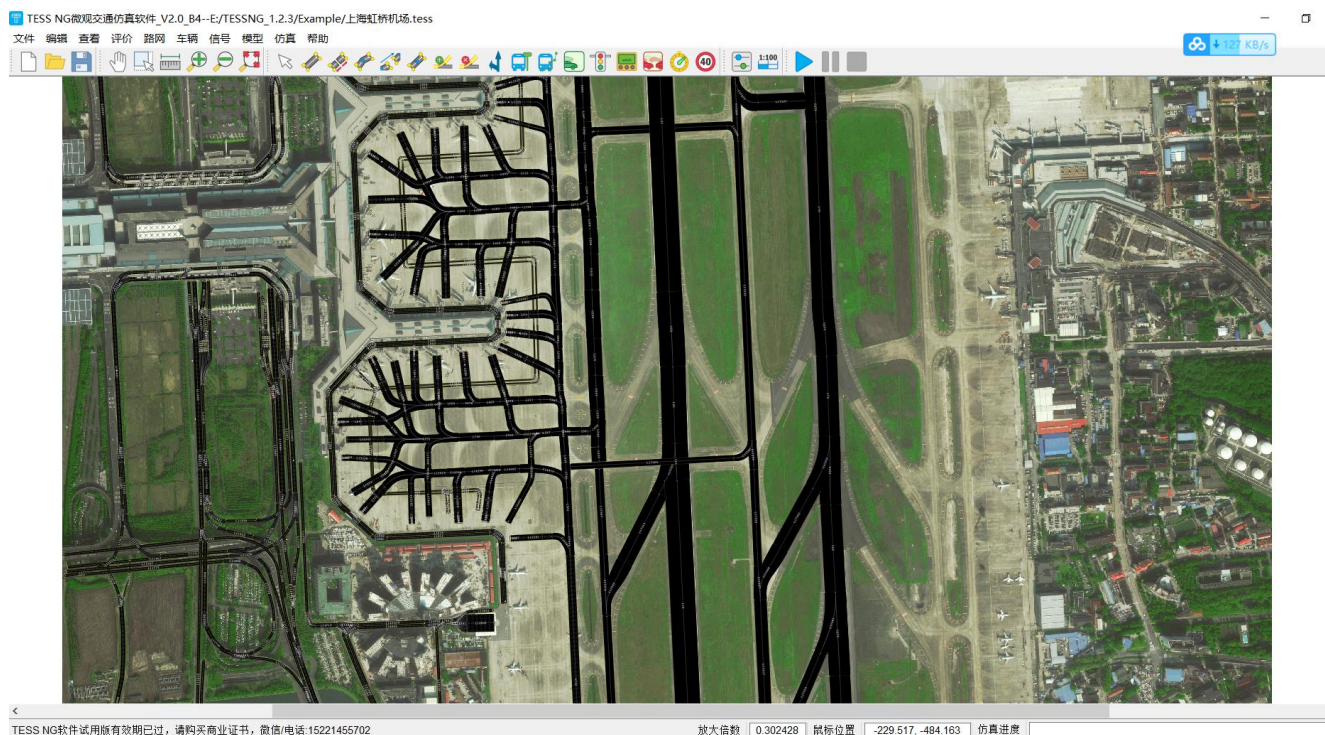 TESS NG微观交通仿真软件_V2.0_B4--E:/TESSNG_1.2.3/Example/上海虹桥机场.tess
文件 编辑 查看 评价 路网 车辆 信号 模型 仿真 帮助
127 KB/s
40
1:100
TESS NG软件试用版有效期已过，请购买商业证书，微信/电话:15221455702
放大倍数 0.302428 鼠标位置 -229.517, -484.163 仿真进度